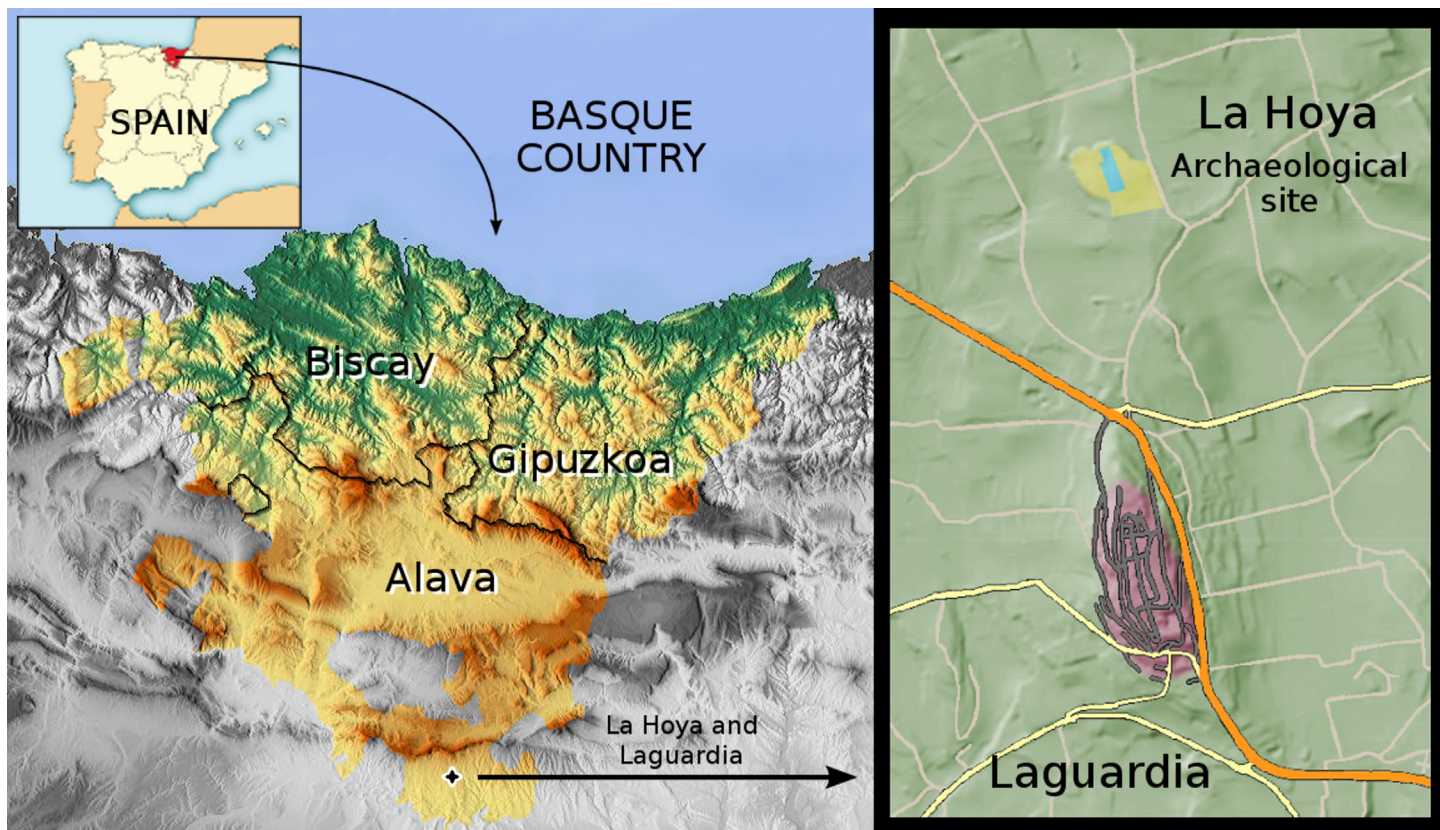 SPAIN
BASQUE
COUNTRY
Biscay
Gipuzkoa
Alava
La Hoya and
Laguardia
La Hoya
Archaeological
site
Laguardia